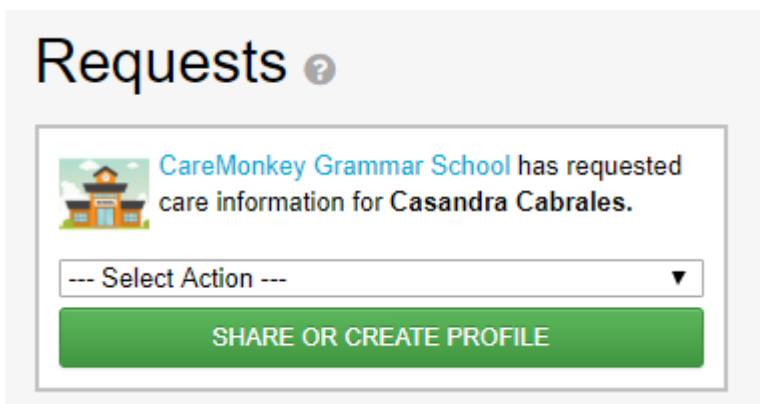 Requests ?
CareMonkey Grammar School has requested
care information for Casandra Cabrales.
--- Select Action ---
SHARE OR CREATE PROFILE